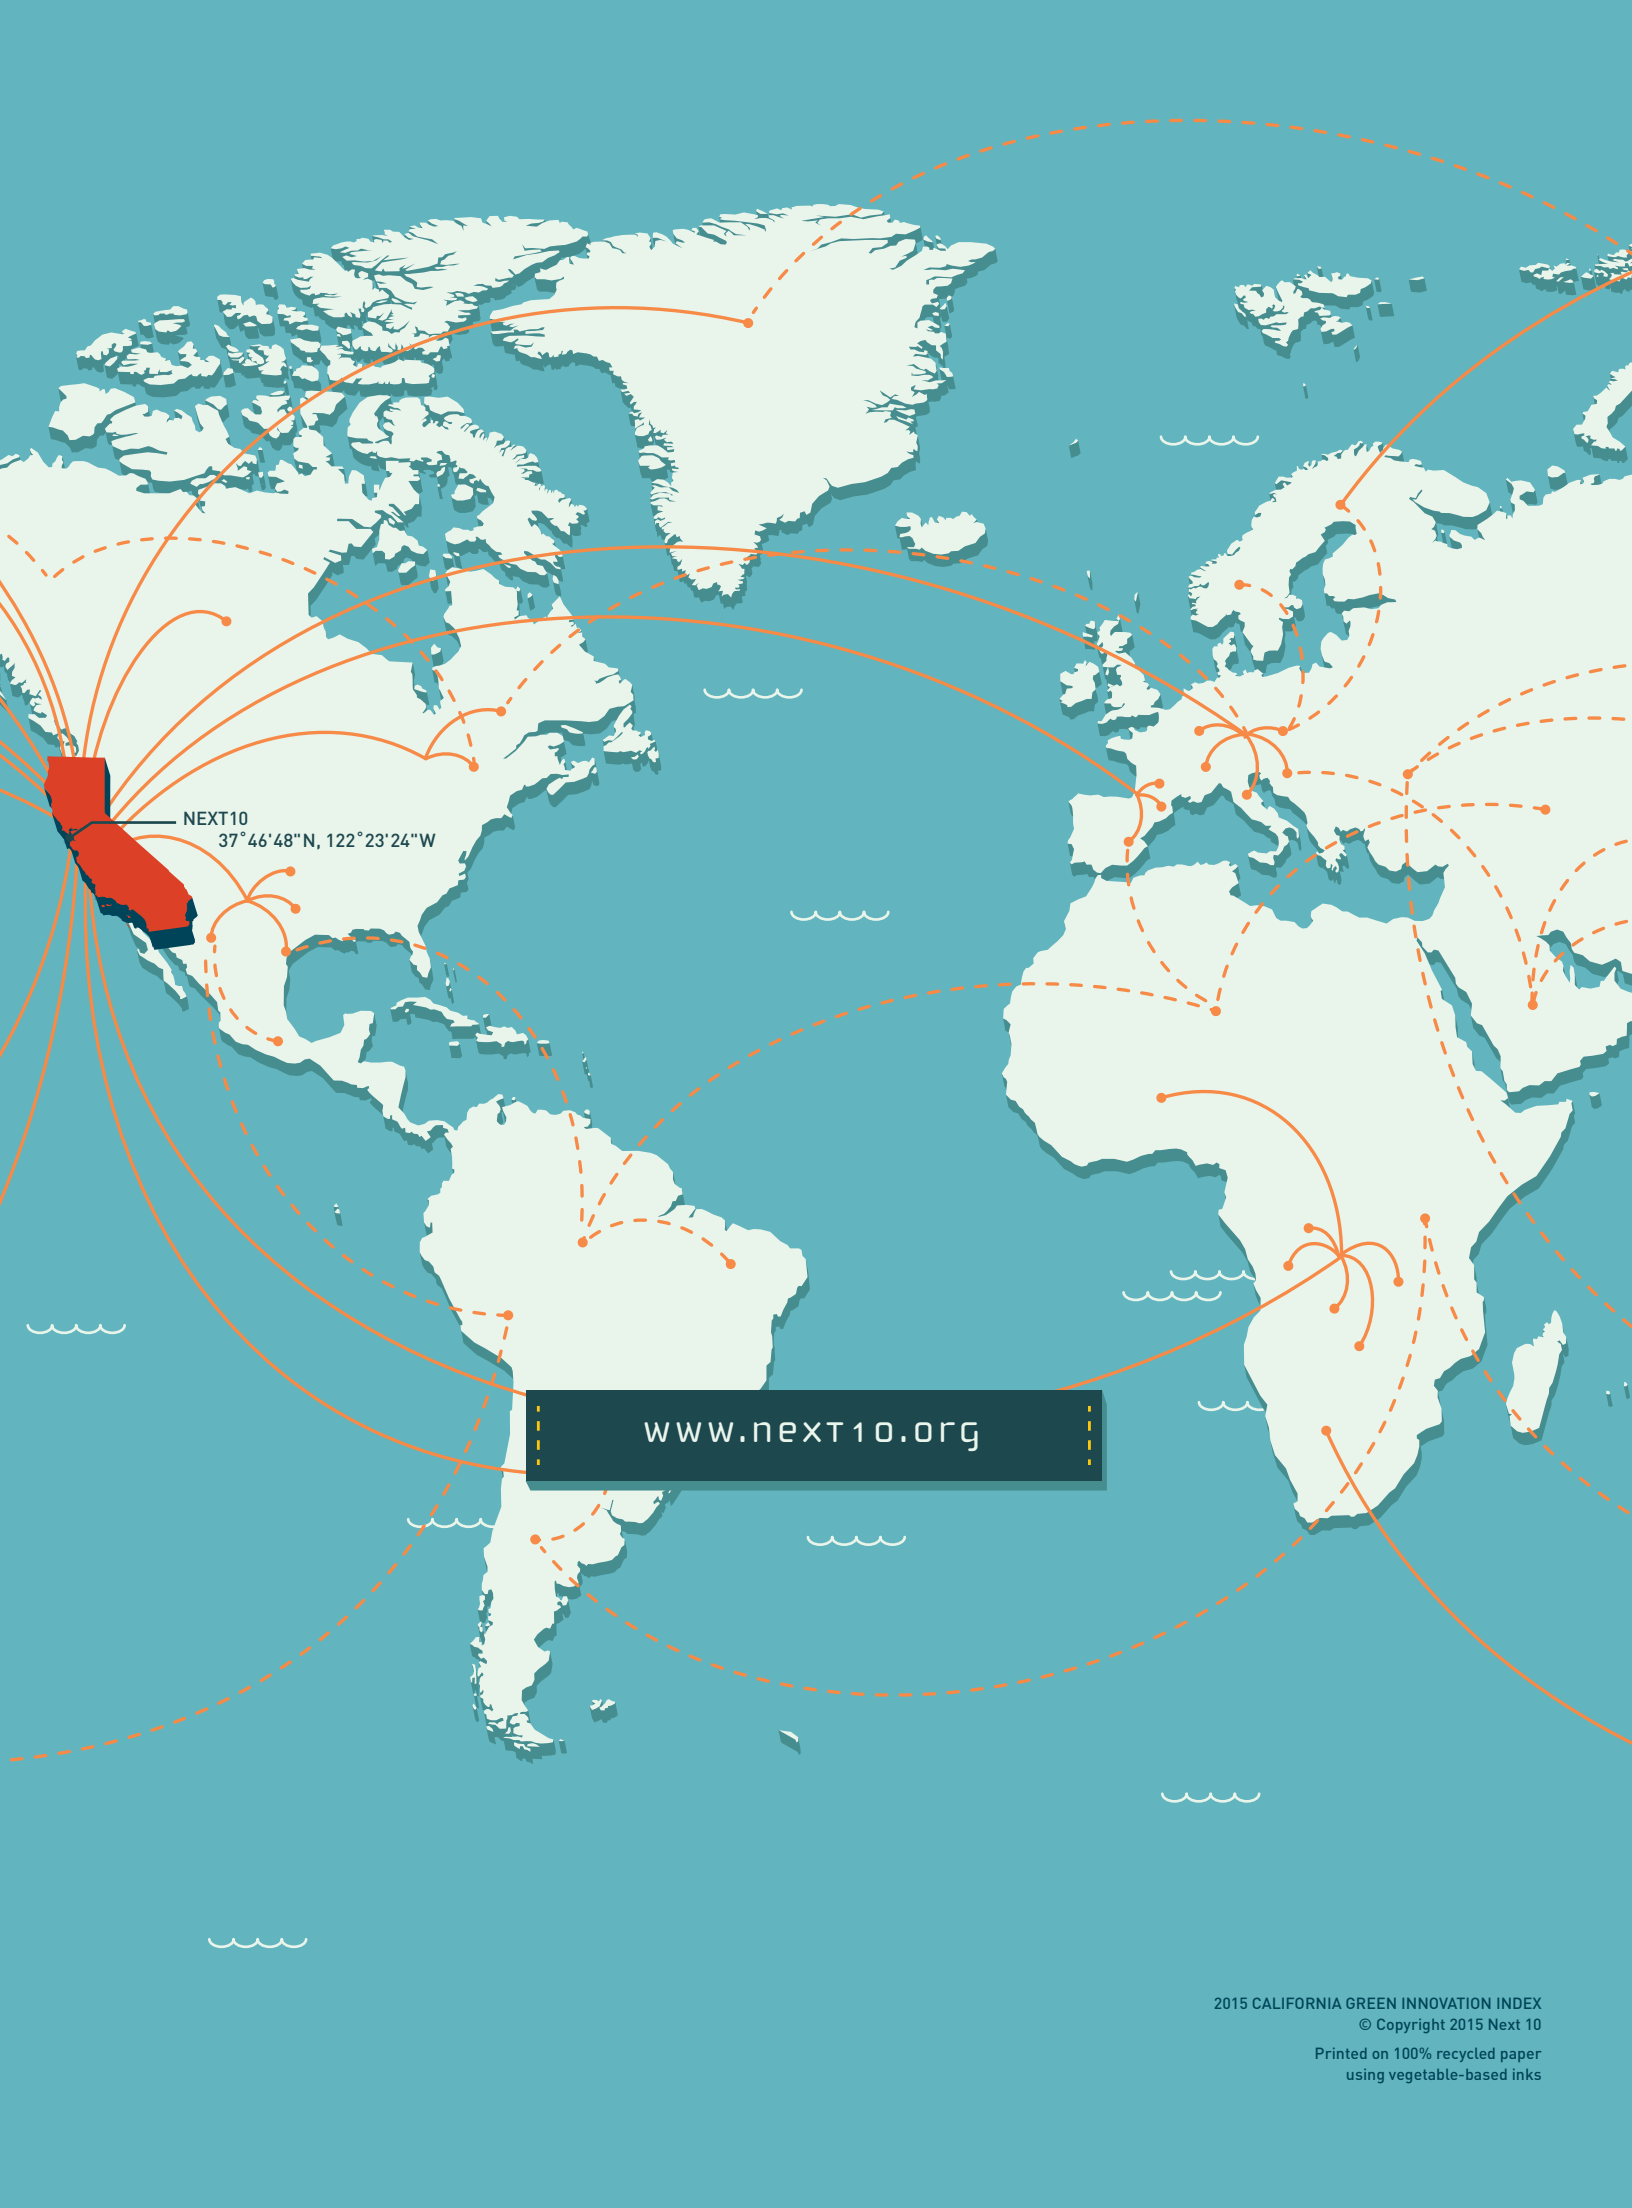 NEXT10
37°46'48"N, 122°23'24"W
www.next10.org
2015 CALIFORNIA GREEN INNOVATION INDEX
© Copyright 2015 Next 10
Printed on 100% recycled paper
using vegetable-based inks